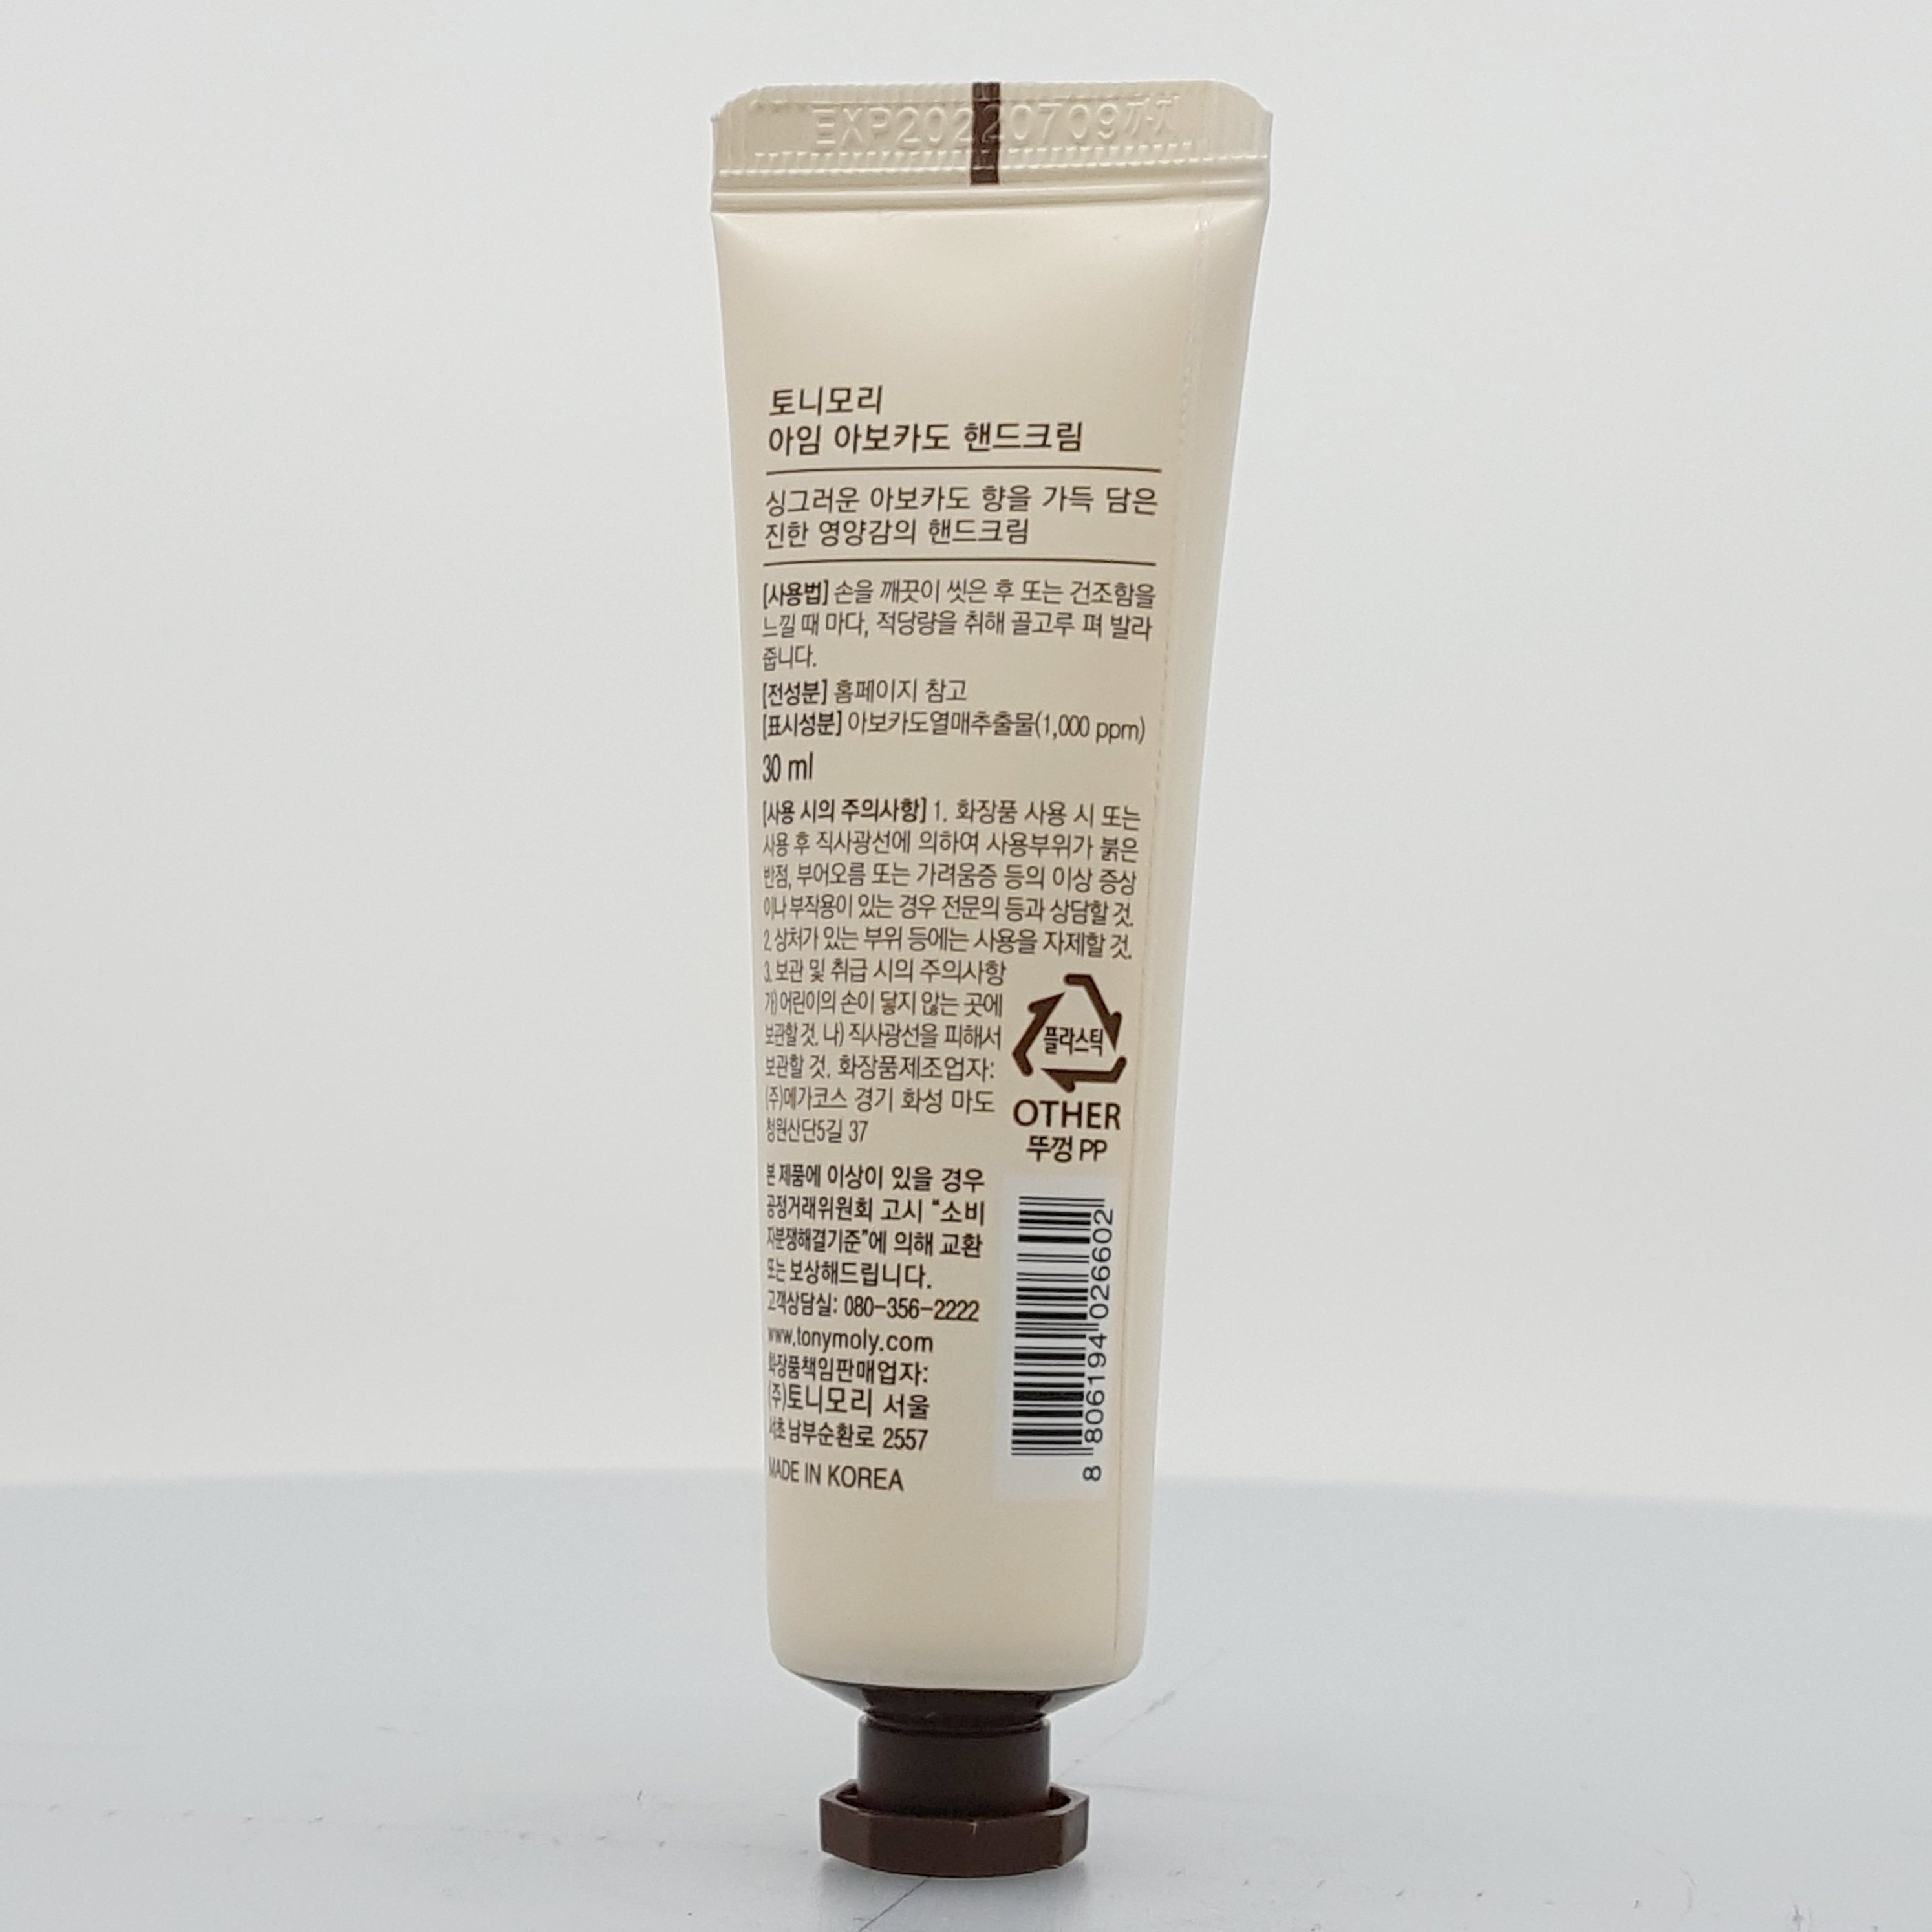 EXP20220709까지
토니모리
아임 아보카도 핸드크림
싱그러운 아보카도 향을 가득 담은
진한 영양감의 핸드크림
[사용법] 손을 깨끗이 씻은 후 또는 건조함을
느낄 때 마다, 적당량을 취해 골고루 펴 발라
줍니다.
[전성분] 홈페이지 참고
[표시성분] 아보카도열매추출물(1,000 ppm)
30 ml
[사용 시의 주의사항] 1. 화장품 사용 시 또는
사용 후 직사광선에 의하여 사용부위가 붉은
반점, 부어오름 또는 가려움증 등의 이상 증상
이나 부작용이 있는 경우 전문의 등과 상담할 것.
2. 상처가 있는 부위 등에는 사용을 자제할 것.
3. 보관 및 취급 시의 주의사항
가) 어린이의 손이 닿지 않는 곳에
보관할 것. 나) 직사광선을 피해서
보관할 것. 화장품제조업자:
(주)메가코스 경기 화성 마도
청원산단5길 37
플라스틱
OTHER
뚜껑 PP
본 제품에 이상이 있을 경우
공정거래위원회 고시 “소비
자분쟁해결기준”에 의해 교환
또는 보상해드립니다.
고객상담실: 080-356-2222
www.tonymoly.com
화장품책임판매업자:
(주)토니모리 서울
서초 남부순환로 2557
MADE IN KOREA
8 806194 026602